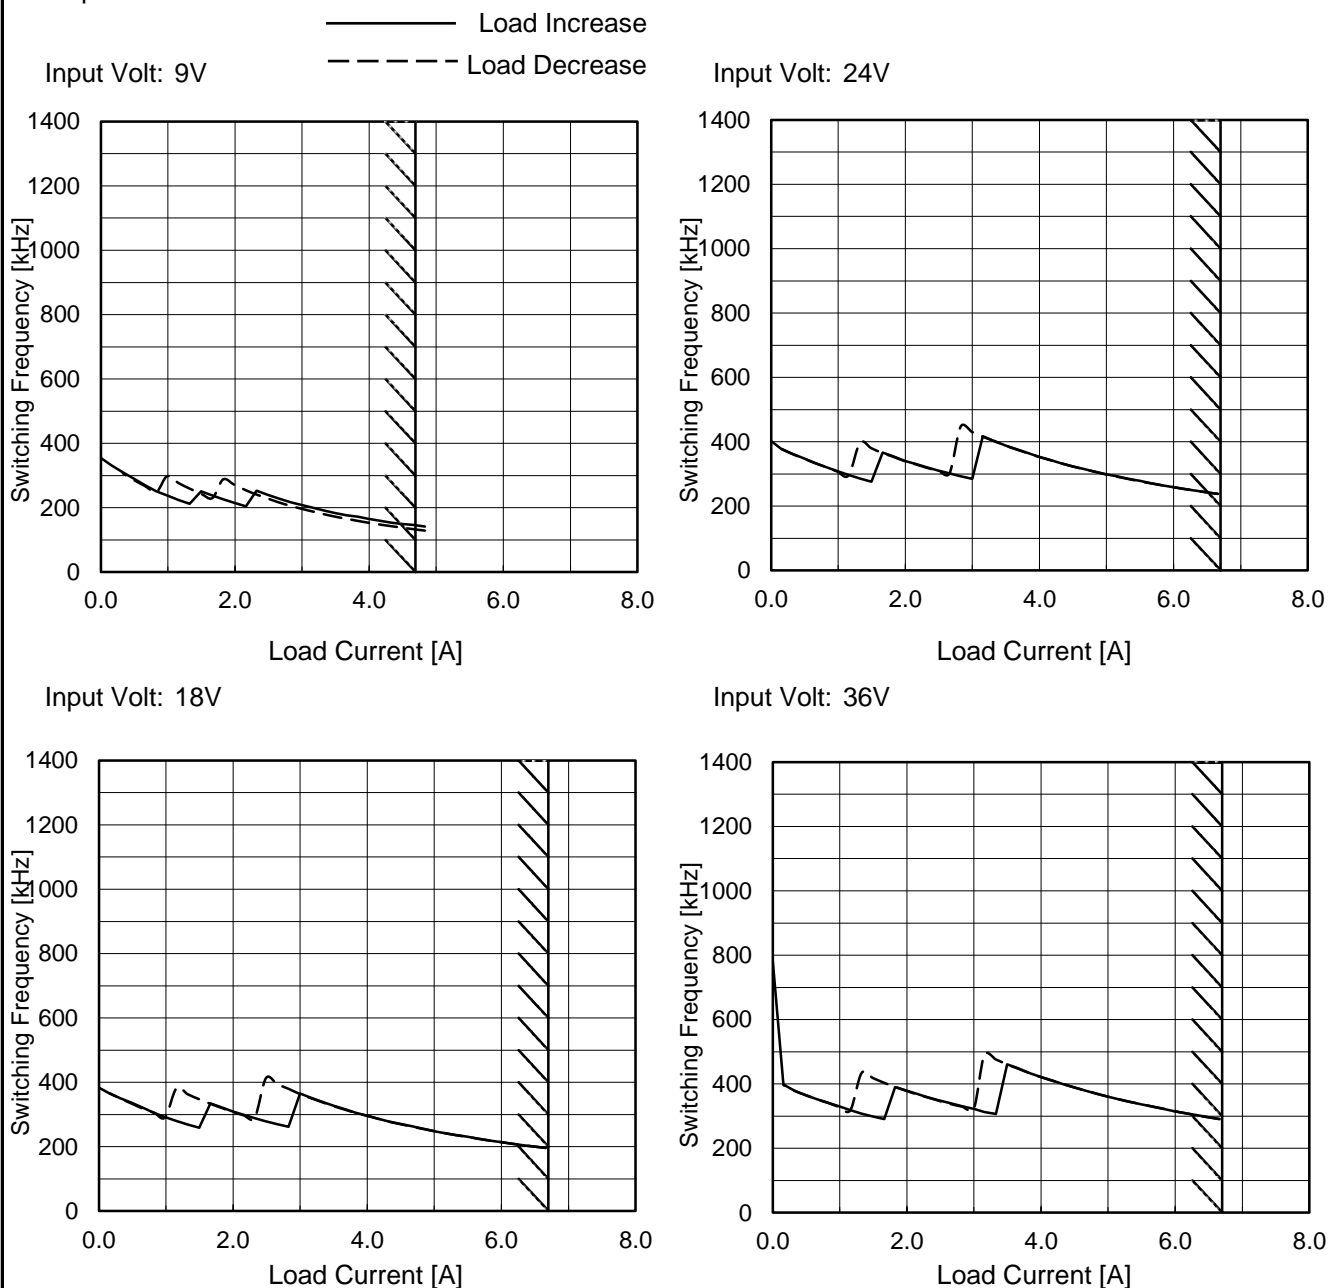 Load Increase
Load Decrease
Input Volt: 9V
1400
1200
1000
800
600
400
200
0
Switching Frequency [kHz]
0.0 2.0 4.0 6.0 8.0
Load Current [A]
Input Volt: 24V
1400
1200
1000
800
600
400
200
0
Switching Frequency [kHz]
0.0 2.0 4.0 6.0 8.0
Load Current [A]
Input Volt: 18V
1400
1200
1000
800
600
400
200
0
Switching Frequency [kHz]
0.0 2.0 4.0 6.0 8.0
Load Current [A]
Input Volt: 36V
1400
1200
1000
800
600
400
200
0
Switching Frequency [kHz]
0.0 2.0 4.0 6.0 8.0
Load Current [A]